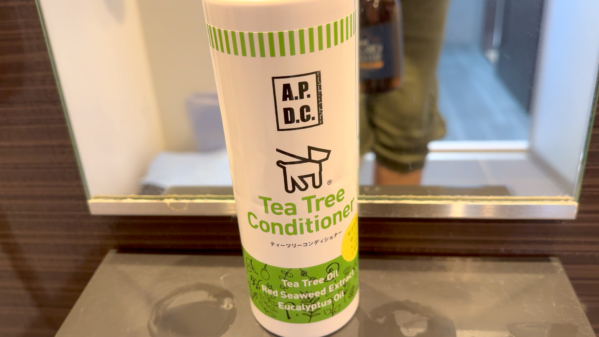 A.P.
D.C.
®
Tea Tree
Conditioner
ティーツリーコンディショナー
Tea Tree Oil
Red Seaweed Extract
Eucalyptus Oil